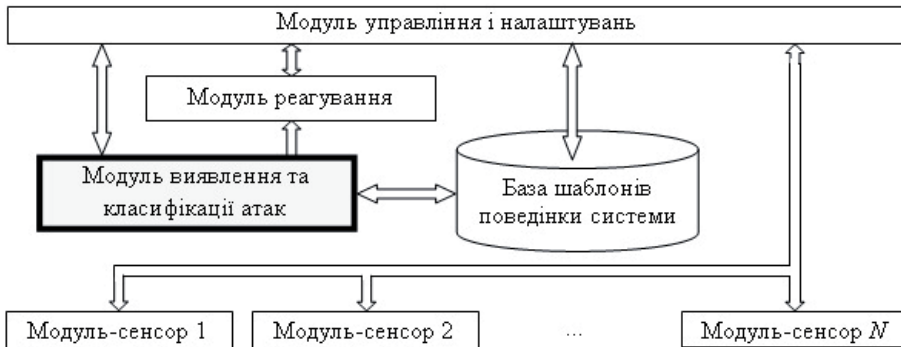 Модуль управління і налаштувань
Модуль реагування
Модуль виявлення та
класифікації атак
База шаблонів
поведінки системи
Модуль-сенсор 1
Модуль-сенсор 2
...
Модуль-сенсор N